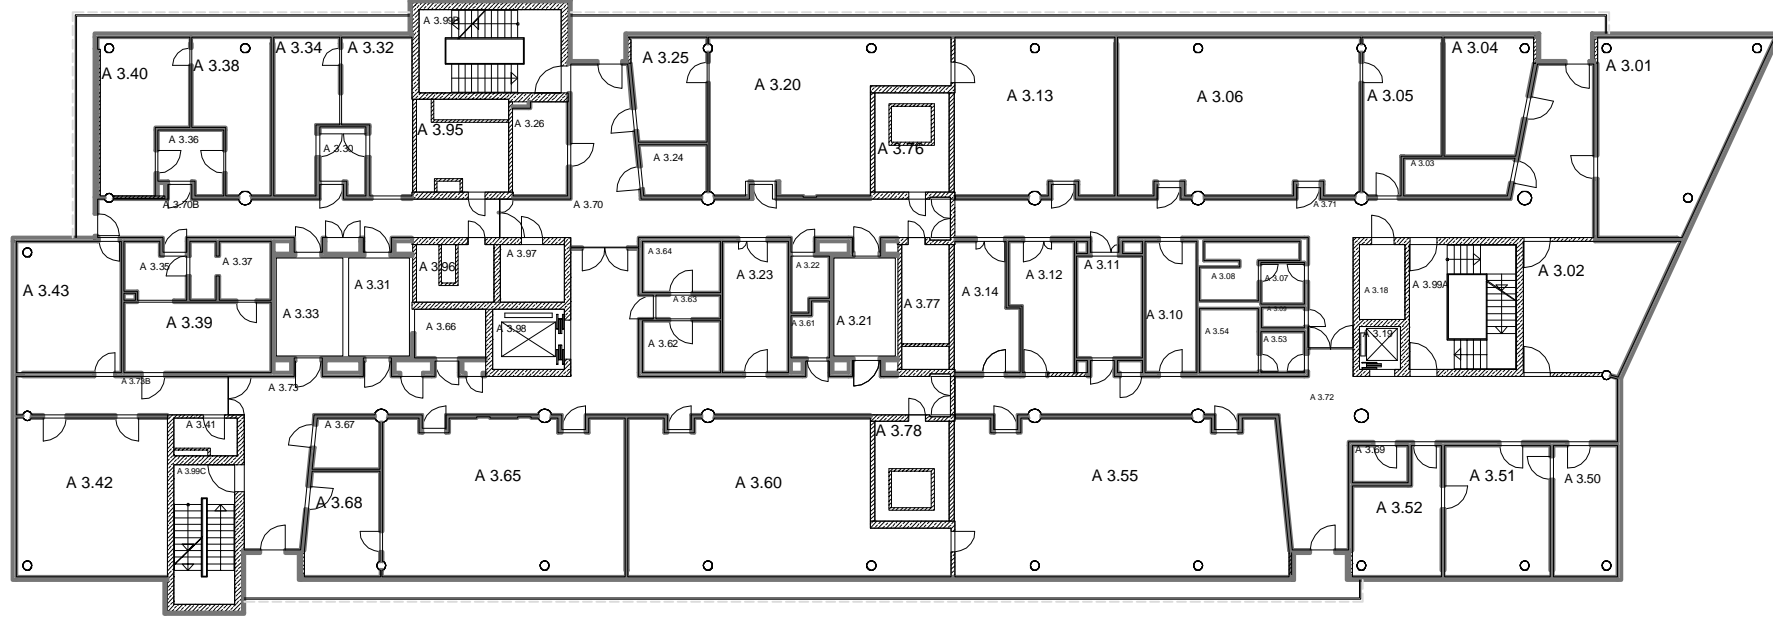 A 3.99B
A 3.40
A 3.38
A 3.34
A 3.32
A 3.25
A 3.20
A 3.13
A 3.06
A 3.05
A 3.04
A 3.01
A 3.36
A 3.30
A 3.95
A 3.26
A 3.24
A 3.76
A 3.03
A 3.70B
A 3.70
A 3.71
A 3.43
A 3.35
A 3.37
A 3.39
A 3.33
A 3.31
A 3.96
A 3.97
A 3.66
A 3.98
A 3.64
A 3.63
A 3.62
A 3.23
A 3.22
A 3.61
A 3.21
A 3.77
A 3.14
A 3.12
A 3.11
A 3.10
A 3.08
A 3.07
A 3.09
A 3.54
A 3.53
A 3.18
A 3.19
A 3.99A
A 3.02
A 3.73B
A 3.73
A 3.72
A 3.41
A 3.99C
A 3.42
A 3.67
A 3.68
A 3.65
A 3.60
A 3.78
A 3.55
A 3.69
A 3.52
A 3.51
A 3.50